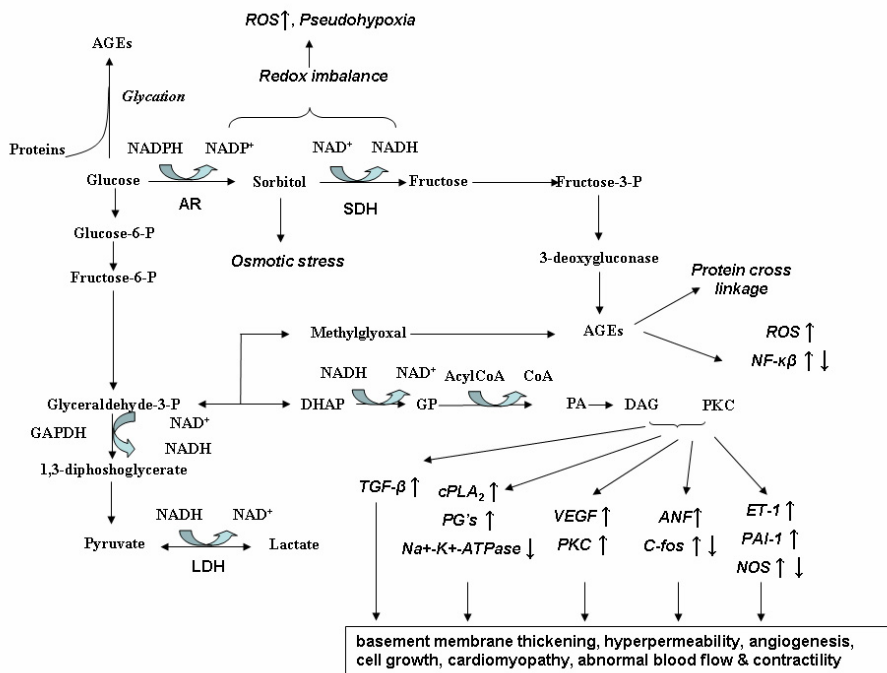 ROS↑, Pseudohypoxia
AGEs
Redox imbalance
Glycation
Proteins
NADPH NADP⁺ NAD⁺ NADH
Glucose Sorbitol Fructose Fructose-3-P
AR SDH
Glucose-6-P
Osmotic stress
3-deoxygluconase
Fructose-6-P
Protein cross
linkage
Methylglyoxal AGEs
ROS ↑
NF-κβ ↑ ↓
NADH NAD⁺ AcylCoA CoA
Glyceraldehyde-3-P DHAP GP PA DAG PKC
GAPDH NAD⁺
NADH
1,3-diphoshoglycerate
TGF-β ↑ cPLA₂ ↑
PG's ↑
Na+-K+-ATPase ↓
VEGF ↑
PKC ↑
ANF↑
C-fos ↑ ↓
ET-1 ↑
PAI-1 ↑
NOS ↑ ↓
NADH NAD⁺
Pyruvate Lactate
LDH
basement membrane thickening, hyperpermeability, angiogenesis,
cell growth, cardiomyopathy, abnormal blood flow & contractility